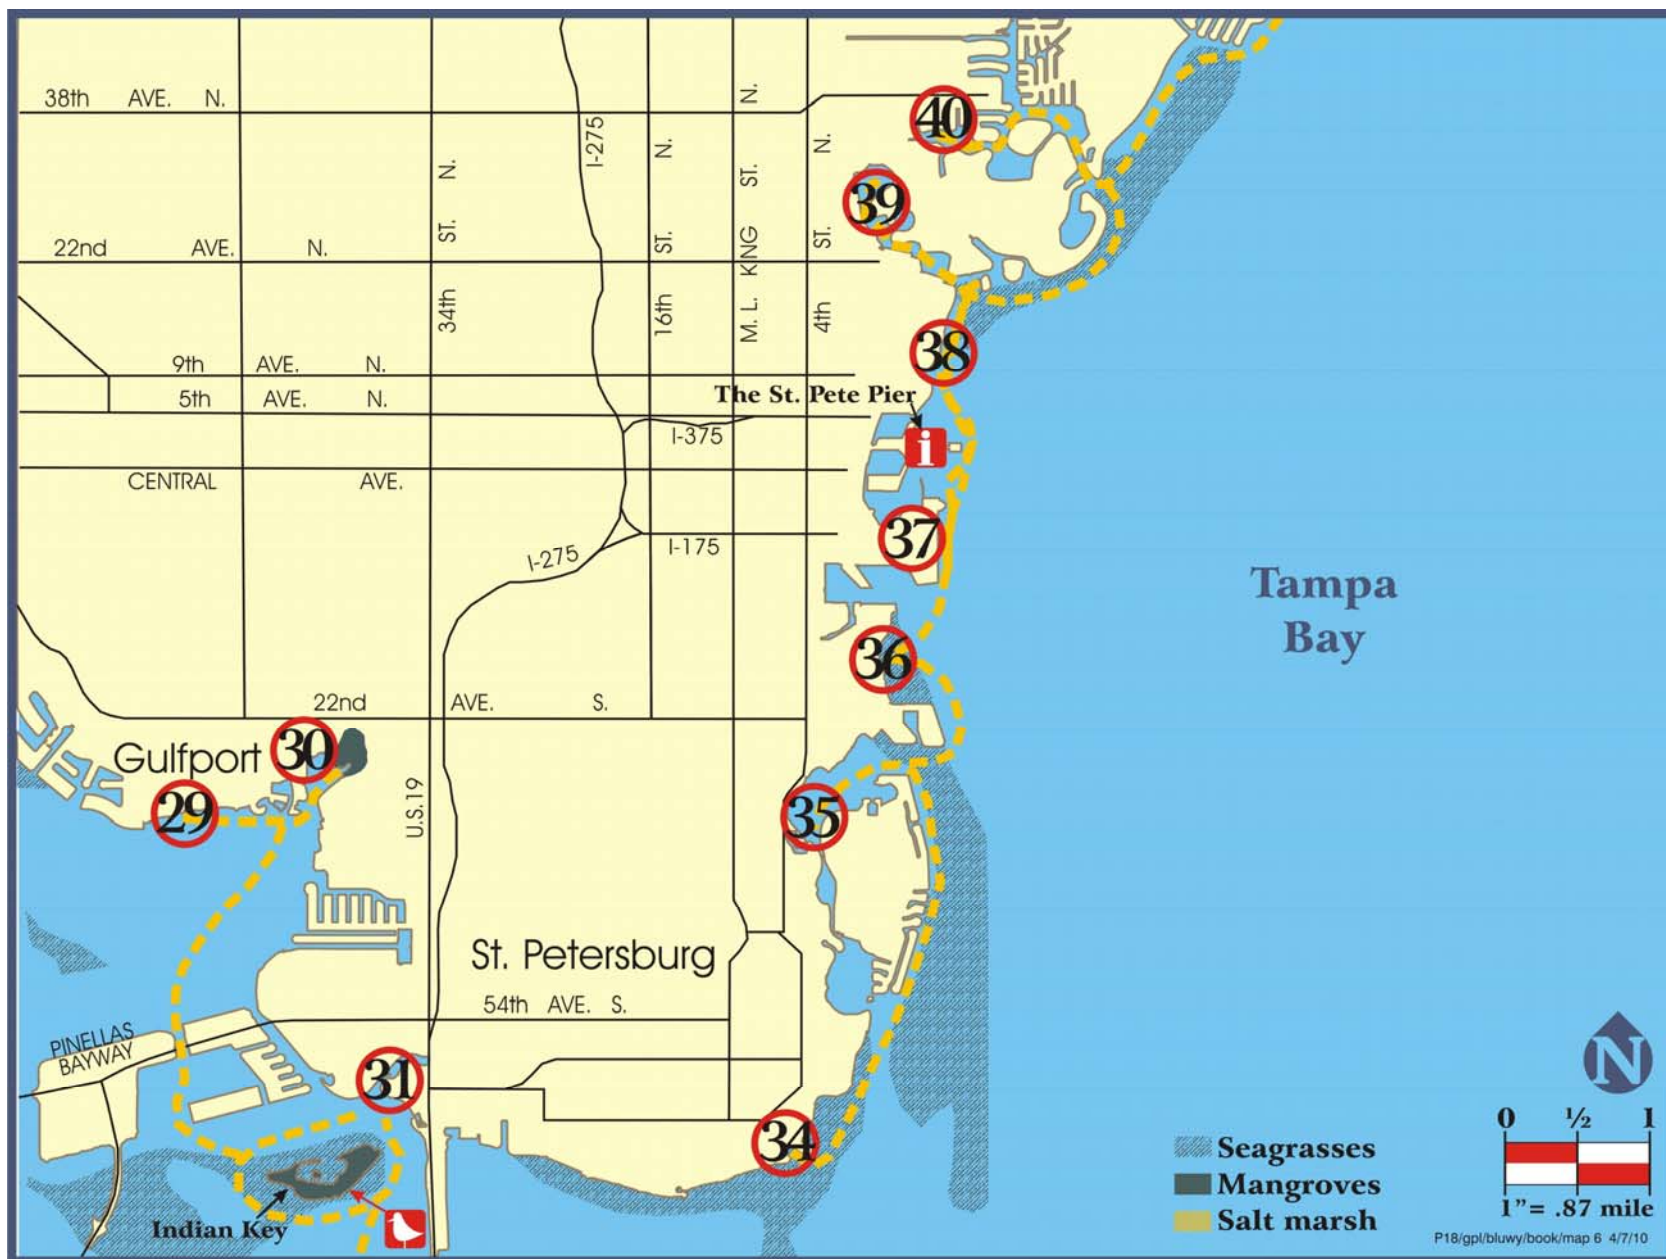 38th AVE. N.
40
I-275
34th ST. N.
16th ST. N.
M. L. KING ST. N.
4th ST. N.
39
22nd AVE. N.
38
9th AVE. N.
The St. Pete Pier
5th AVE. N.
I-375
i
CENTRAL AVE.
37
I-175
I-275
Tampa
Bay
36
22nd AVE. S.
30
Gulfport
29
U.S.19
35
St. Petersburg
54th AVE. S.
PINELLAS
BAYWAY
31
34
Indian Key
N
0 ½ 1
1"= .87 mile
Seagrasses
Mangroves
Salt marsh
P18/gpl/bluwy/book/map 6 4/7/10